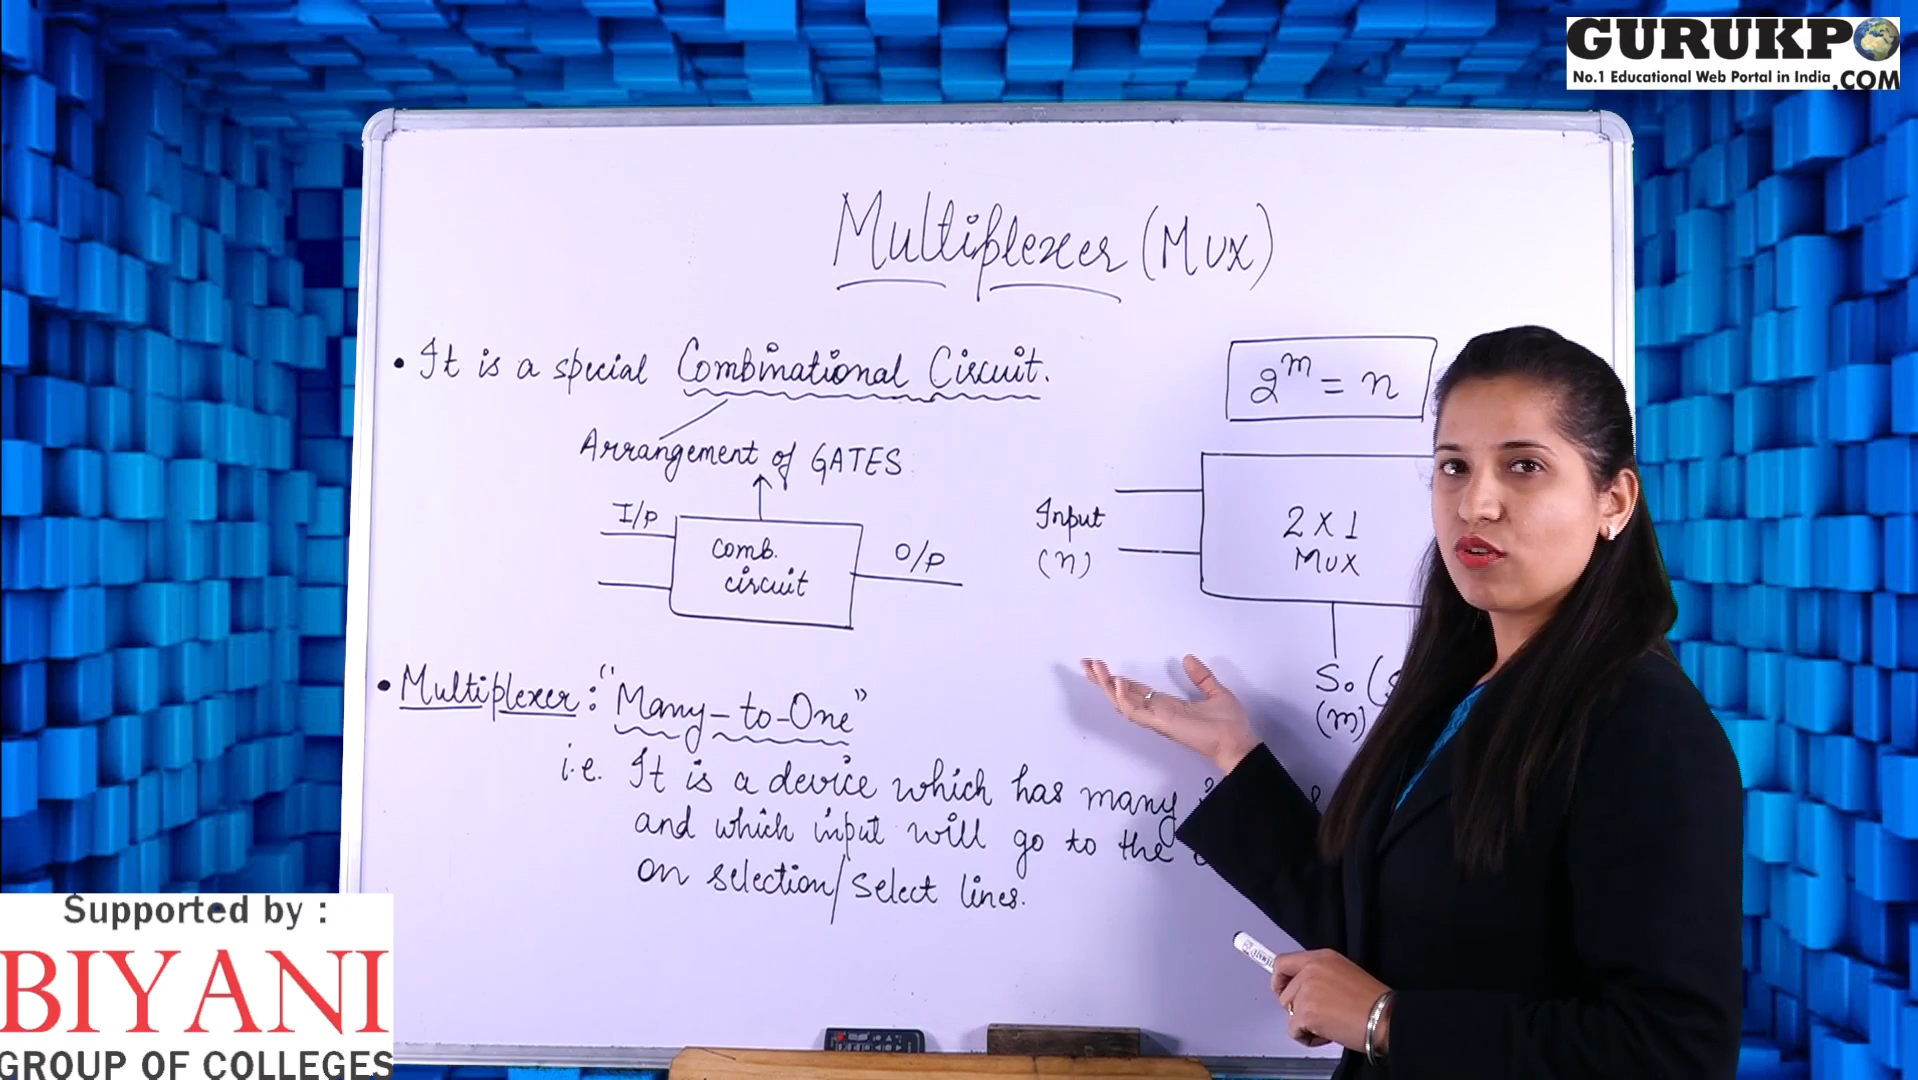 GURUKPO
No.1 Educational Web Portal in India .COM
Multiplexer (Mux)
• It is a special Combinational Circuit.
2^m = n
Arrangement of GATES
I/P
comb.
circuit
O/P
Input
(n)
2 X 1
MUX
S₀ (
(m)
• Multiplexer : "Many-to-One"
i.e. It is a device which has many
and which input will go to the
on selection/select lines.
Supported by :
BIYANI
GROUP OF COLLEGES